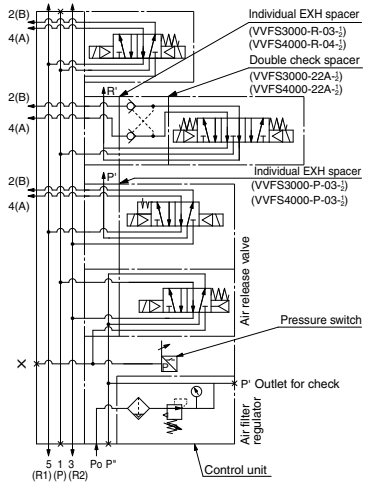 Individual EXH spacer
(VVFS3000-R-03-½)
(VVFS4000-R-04-½)
2(B)
4(A)
Double check spacer
(VVFS3000-22A-½)
(VVFS4000-22A-½)
R'
2(B)
4(A)
P'
Individual EXH spacer
(VVFS3000-P-03-½)
(VVFS4000-P-03-½)
2(B)
4(A)
Air release valve
Pressure switch
P
P' Outlet for check
Air filter
regulator
5 1 3 Po P"
(R1) (P) (R2)
Control unit